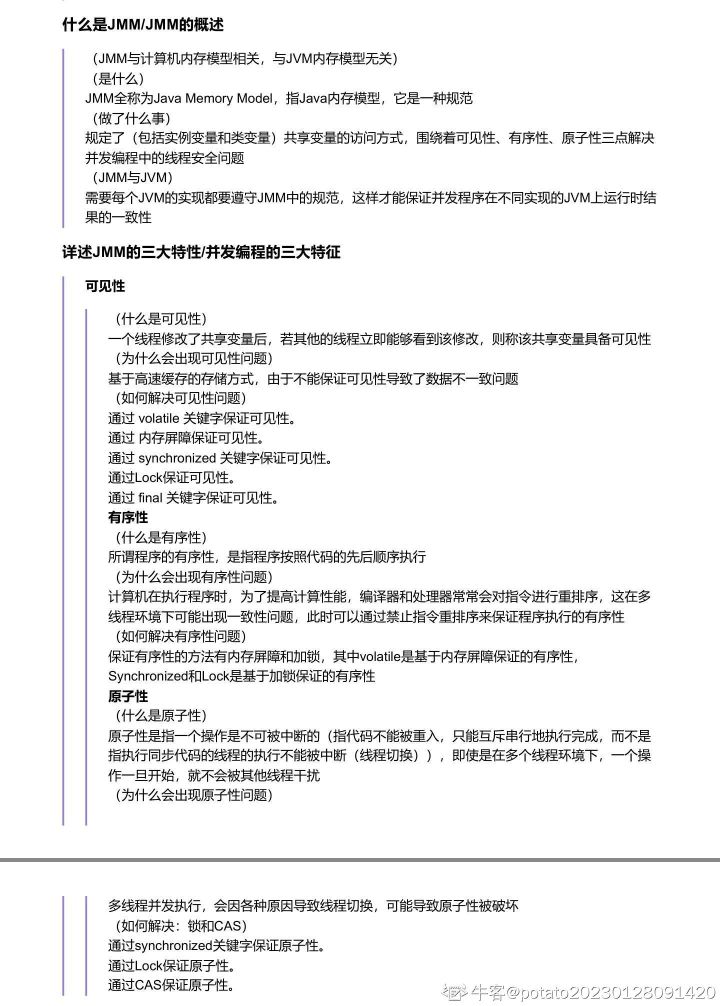 什么是JMM/JMM的概述
（JMM与计算机内存模型相关，与JVM内存模型无关）
（是什么）
JMM全称为Java Memory Model，指Java内存模型，它是一种规范
（做了什么事）
规定了（包括实例变量和类变量）共享变量的访问方式，围绕着可见性、有序性、原子性三点解决
并发编程中的线程安全问题
（JMM与JVM）
需要每个JVM的实现都要遵守JMM中的规范，这样才能保证并发程序在不同实现的JVM上运行时结
果的一致性
详述JMM的三大特性/并发编程的三大特征
可见性
（什么是可见性）
一个线程修改了共享变量后，若其他的线程立即能够看到该修改，则称该共享变量具备可见性
（为什么会出现可见性问题）
基于高速缓存的存储方式，由于不能保证可见性导致了数据不一致问题
（如何解决可见性问题）
通过 volatile 关键字保证可见性。
通过 内存屏障保证可见性。
通过 synchronized 关键字保证可见性。
通过Lock保证可见性。
通过 final 关键字保证可见性。
有序性
（什么是有序性）
所谓程序的有序性，是指程序按照代码的先后顺序执行
（为什么会出现有序性问题）
计算机在执行程序时，为了提高计算性能，编译器和处理器常常会对指令进行重排序，这在多
线程环境下可能出现一致性问题，此时可以通过禁止指令重排序来保证程序执行的有序性
（如何解决有序性问题）
保证有序性的方法有内存屏障和加锁，其中volatile是基于内存屏障保证的有序性，
Synchronized和Lock是基于加锁保证的有序性
原子性
（什么是原子性）
原子性是指一个操作是不可被中断的（指代码不能被重入，只能互斥串行地执行完成，而不是
指执行同步代码的线程的执行不能被中断（线程切换）），即使是在多个线程环境下，一个操
作一旦开始，就不会被其他线程干扰
（为什么会出现原子性问题）
多线程并发执行，会因各种原因导致线程切换，可能导致原子性被破坏
（如何解决：锁和CAS）
通过synchronized关键字保证原子性。
通过Lock保证原子性。
通过CAS保证原子性。
牛客@potato20230128091420